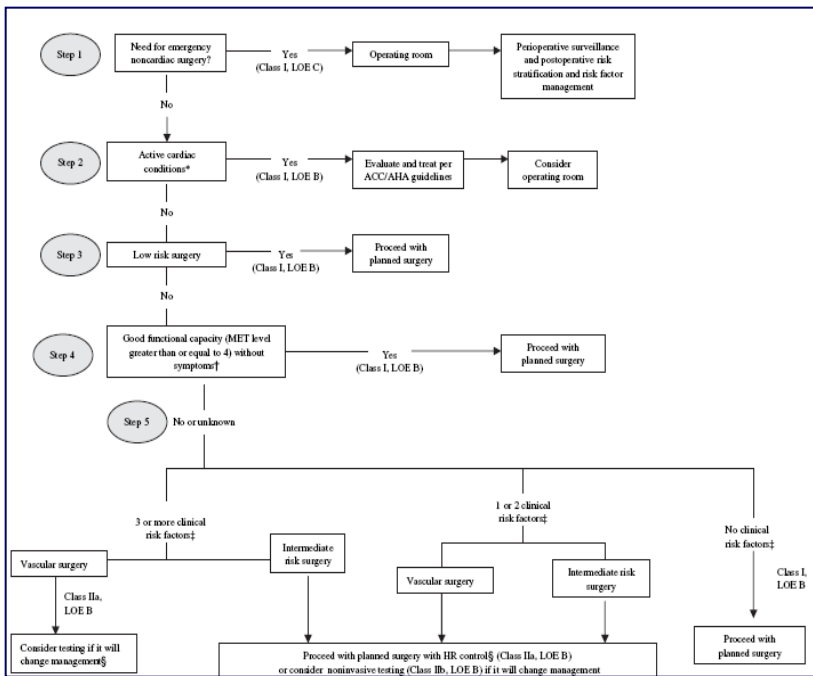 Step 1
Need for emergency
noncardiac surgery?
Yes
(Class I, LOE C)
Operating room
Perioperative surveillance
and postoperative risk
stratification and risk factor
management
No
Step 2
Active cardiac
conditions*
Yes
(Class I, LOE B)
Evaluate and treat per
ACC/AHA guidelines
Consider
operating room
No
Step 3
Low risk surgery
Yes
(Class I, LOE B)
Proceed with
planned surgery
No
Step 4
Good functional capacity (MET level
greater than or equal to 4) without
symptoms†
Yes
(Class I, LOE B)
Proceed with
planned surgery
Step 5
No or unknown
3 or more clinical
risk factors‡
Vascular surgery
Class IIa,
LOE B
Consider testing if it will
change management§
Intermediate
risk surgery
1 or 2 clinical
risk factors‡
Vascular surgery
Intermediate risk
surgery
Proceed with planned surgery with HR control§ (Class IIa, LOE B)
or consider noninvasive testing (Class IIb, LOE B) if it will change management
No clinical
risk factors‡
Class I,
LOE B
Proceed with
planned surgery